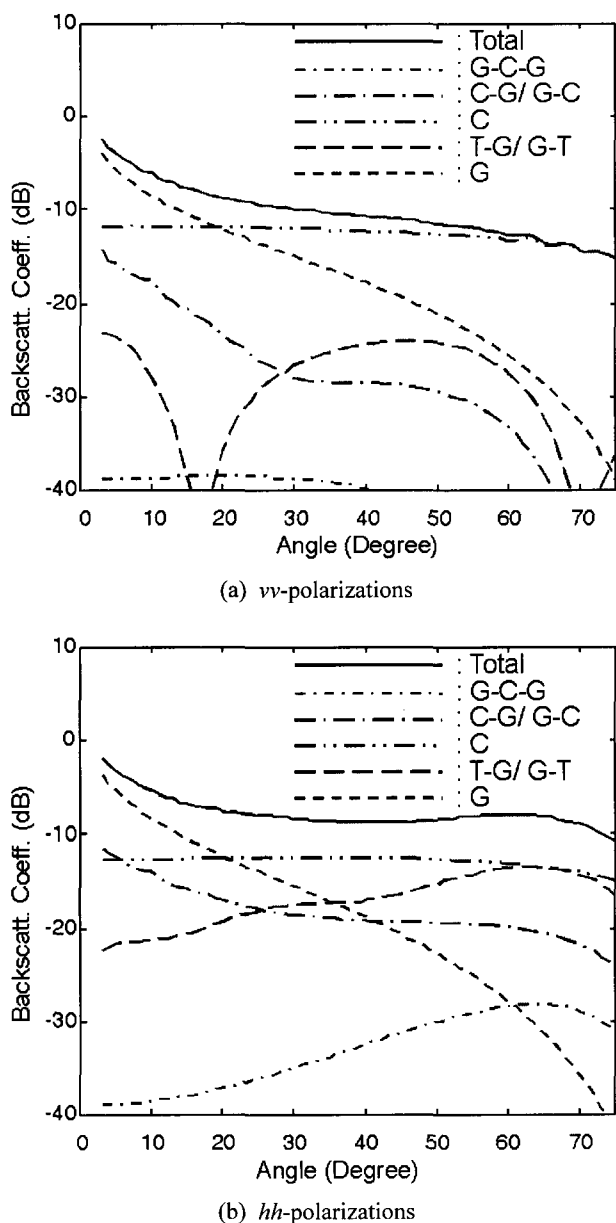 10
0
-10
-20
-30
-40
Backscatt. Coeff. (dB)
Total
G-C-G
C-G/ G-C
C
T-G/ G-T
G
0 10 20 30 40 50 60 70
Angle (Degree)
(a) vv-polarizations
10
0
-10
-20
-30
-40
Backscatt. Coeff. (dB)
Total
G-C-G
C-G/ G-C
C
T-G/ G-T
G
0 10 20 30 40 50 60 70
Angle (Degree)
(b) hh-polarizations